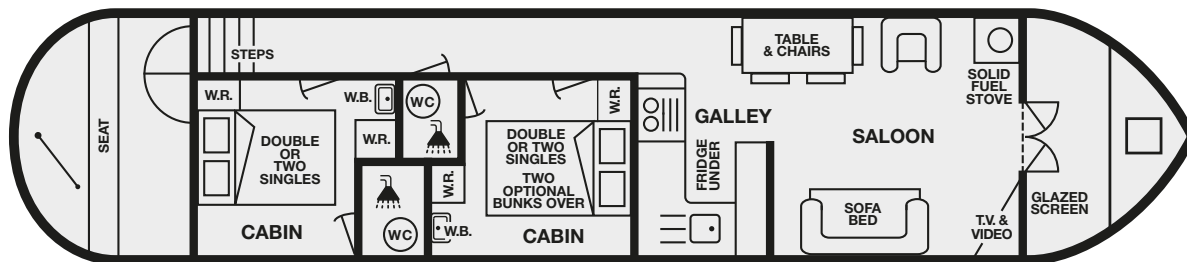 SEAT
STEPS
W.R.
W.B.
WC
W.R.
DOUBLE
OR
TWO
SINGLES
CABIN
WC
W.R.
W.B.
W.R.
DOUBLE OR TWO
SINGLES
TWO
OPTIONAL
BUNKS OVER
CABIN
GALLEY
FRIDGE
UNDER
TABLE
& CHAIRS
SALOON
SOFA
BED
SOLID
FUEL
STOVE
T.V. &
VIDEO
GLAZED
SCREEN